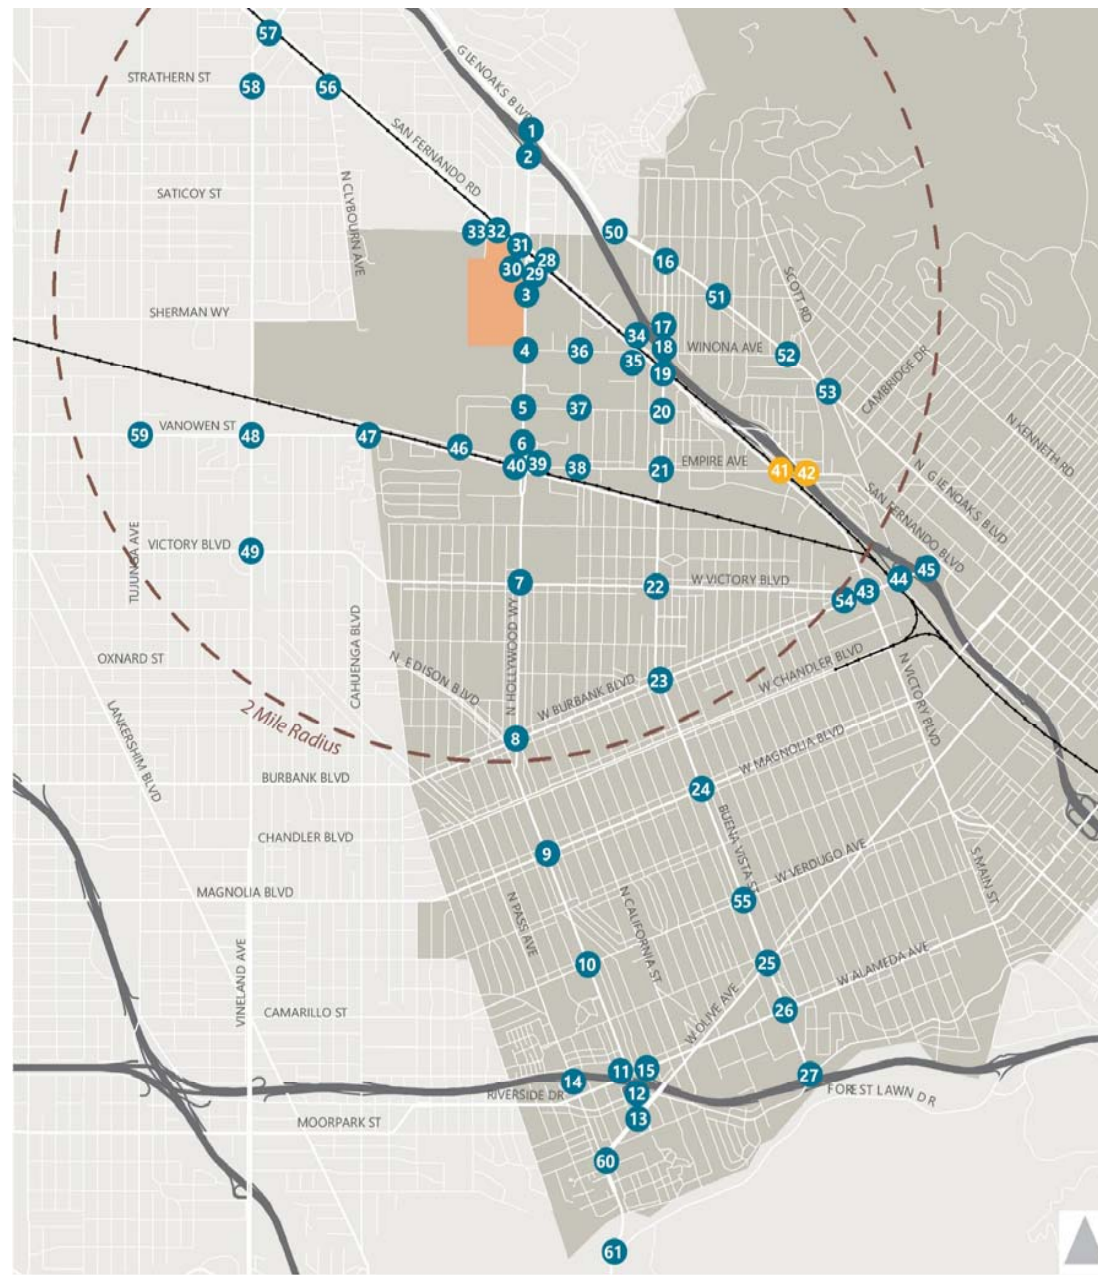 57
GLENOAKS BLVD
STRATHERN ST
58
56
1
SAN FERNANDO RD
2
N CLYBOURN AVE
SATICOY ST
33
32
50
31
28
16
30
29
SCOTT RD
3
51
SHERMAN WY
34
17
4
36
18
WINONA AVE
52
35
19
CAMBRIDGE DR
53
5
37
20
N KENNETH RD
59
VANOWEN ST
48
47
46
6
40
39
38
21
EMPIRE AVE
41
42
N GLENOAKS BLVD
SAN FERNANDO BLVD
TUJUNGA AVE
VICTORY BLVD
49
45
44
7
22
W VICTORY BLVD
43
54
CAHUENGA BLVD
N HOLLYWOOD WY
OXNARD ST
N EDISON BLVD
W CHANDLER BLVD
N VICTORY BLVD
23
W BURBANK BLVD
LANKERSHIM BLVD
2 Mile Radius
8
W MAGNOLIA BLVD
BURBANK BLVD
24
CHANDLER BLVD
BUENA VISTA ST
9
W VERDUGO AVE
S MAIN ST
MAGNOLIA BLVD
N PASS AVE
N CALIFORNIA ST
55
VINELAND AVE
10
25
W ALAMEDA AVE
CAMARILLO ST
W OLIVE AVE
26
11
15
14
27
RIVERSIDE DR
12
FOREST LAWN DR
MOORPARK ST
13
60
61